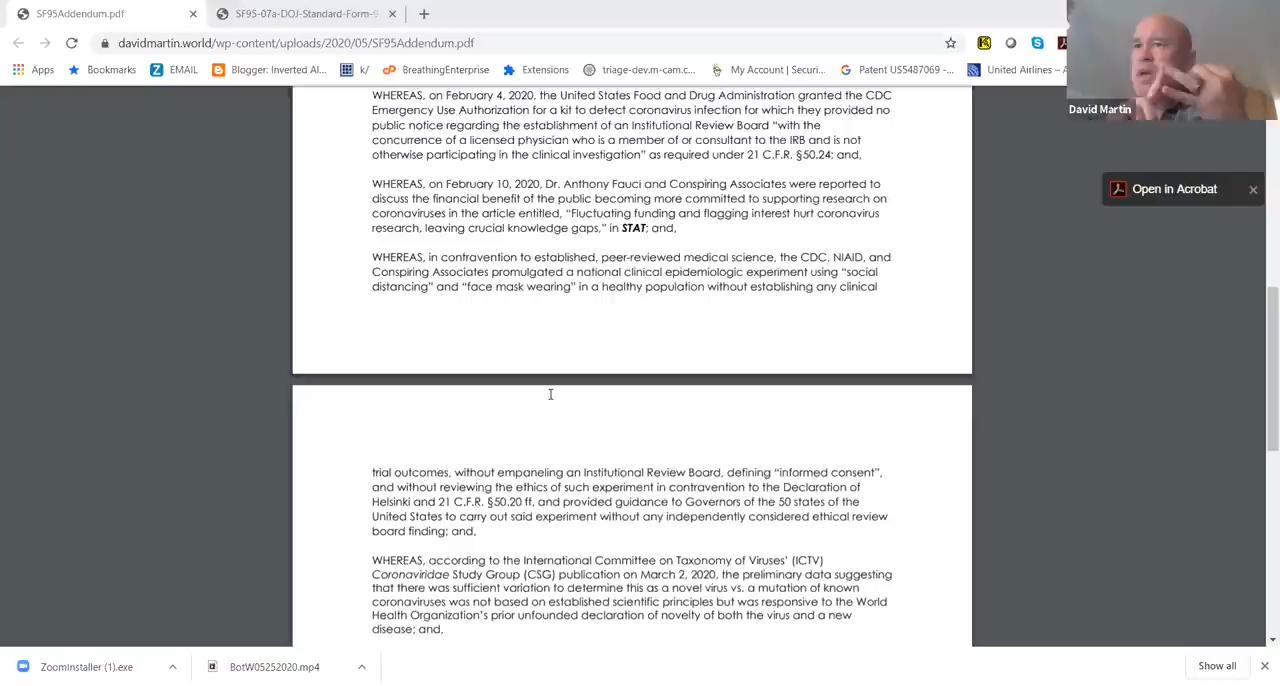 SF95Addendum.pdf
SF95-07a-DOJ-Standard-Form-9
davidmartin.world/wp-content/uploads/2020/05/SF95Addendum.pdf
Apps
Bookmarks
EMAIL
Blogger: Inverted Al...
k/
BreathingEnterprise
Extensions
triage-dev.m-cam.c...
My Account | Securi...
Patent US5487069 -...
United Airlines –
David Martin
Open in Acrobat
WHEREAS, on February 4, 2020, the United States Food and Drug Administration granted the CDC
Emergency Use Authorization for a kit to detect coronavirus infection for which they provided no
public notice regarding the establishment of an Institutional Review Board “with the
concurrence of a licensed physician who is a member of or consultant to the IRB and is not
otherwise participating in the clinical investigation” as required under 21 C.F.R. §50.24; and,
WHEREAS, on February 10, 2020, Dr. Anthony Fauci and Conspiring Associates were reported to
discuss the financial benefit of the public becoming more committed to supporting research on
coronaviruses in the article entitled, “Fluctuating funding and flagging interest hurt coronavirus
research, leaving crucial knowledge gaps,” in STAT; and,
WHEREAS, in contravention to established, peer-reviewed medical science, the CDC, NIAID, and
Conspiring Associates promulgated a national clinical epidemiologic experiment using “social
distancing” and “face mask wearing” in a healthy population without establishing any clinical
trial outcomes, without empaneling an Institutional Review Board, defining “informed consent”,
and without reviewing the ethics of such experiment in contravention to the Declaration of
Helsinki and 21 C.F.R. §50.20 ff, and provided guidance to Governors of the 50 states of the
United States to carry out said experiment without any independently considered ethical review
board finding; and,
WHEREAS, according to the International Committee on Taxonomy of Viruses’ (ICTV)
Coronaviridae Study Group (CSG) publication on March 2, 2020, the preliminary data suggesting
that there was sufficient variation to determine this as a novel virus vs. a mutation of known
coronaviruses was not based on established scientific principles but was responsive to the World
Health Organization’s prior unfounded declaration of novelty of both the virus and a new
disease; and,
ZoomInstaller (1).exe
BotW05252020.mp4
Show all